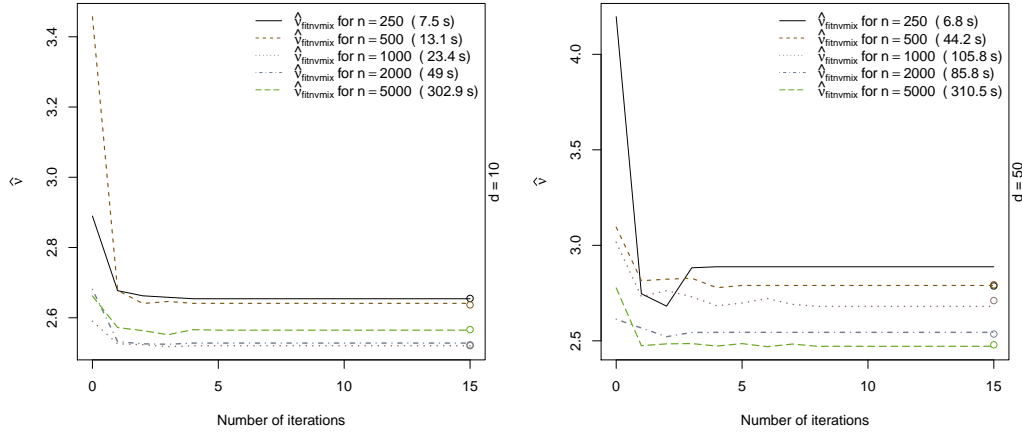 ν̂fitnvmix for n = 250 ( 7.5 s)
ν̂fitnvmix for n = 500 ( 13.1 s)
ν̂fitnvmix for n = 1000 ( 23.4 s)
ν̂fitnvmix for n = 2000 ( 49 s)
ν̂fitnvmix for n = 5000 ( 302.9 s)
3.4
3.2
3.0
2.8
2.6
ν̂
0 5 10 15
Number of iterations
d = 10
ν̂fitnvmix for n = 250 ( 6.8 s)
ν̂fitnvmix for n = 500 ( 44.2 s)
ν̂fitnvmix for n = 1000 ( 105.8 s)
ν̂fitnvmix for n = 2000 ( 85.8 s)
ν̂fitnvmix for n = 5000 ( 310.5 s)
4.0
3.5
3.0
2.5
ν̂
0 5 10 15
Number of iterations
d = 50